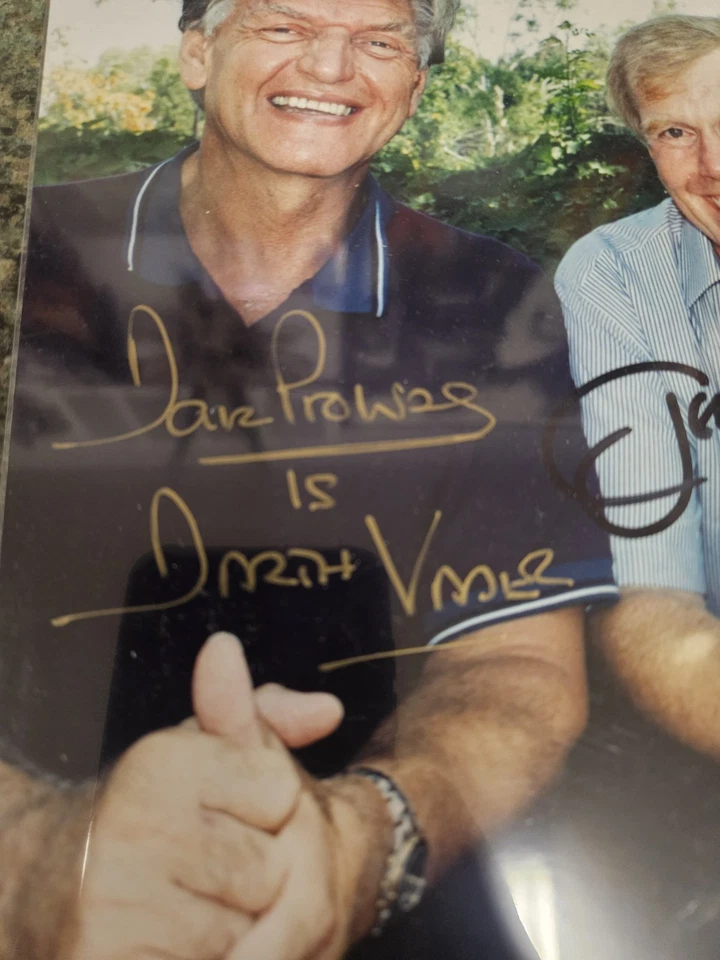 Dave Prowse
is
Darth Vader